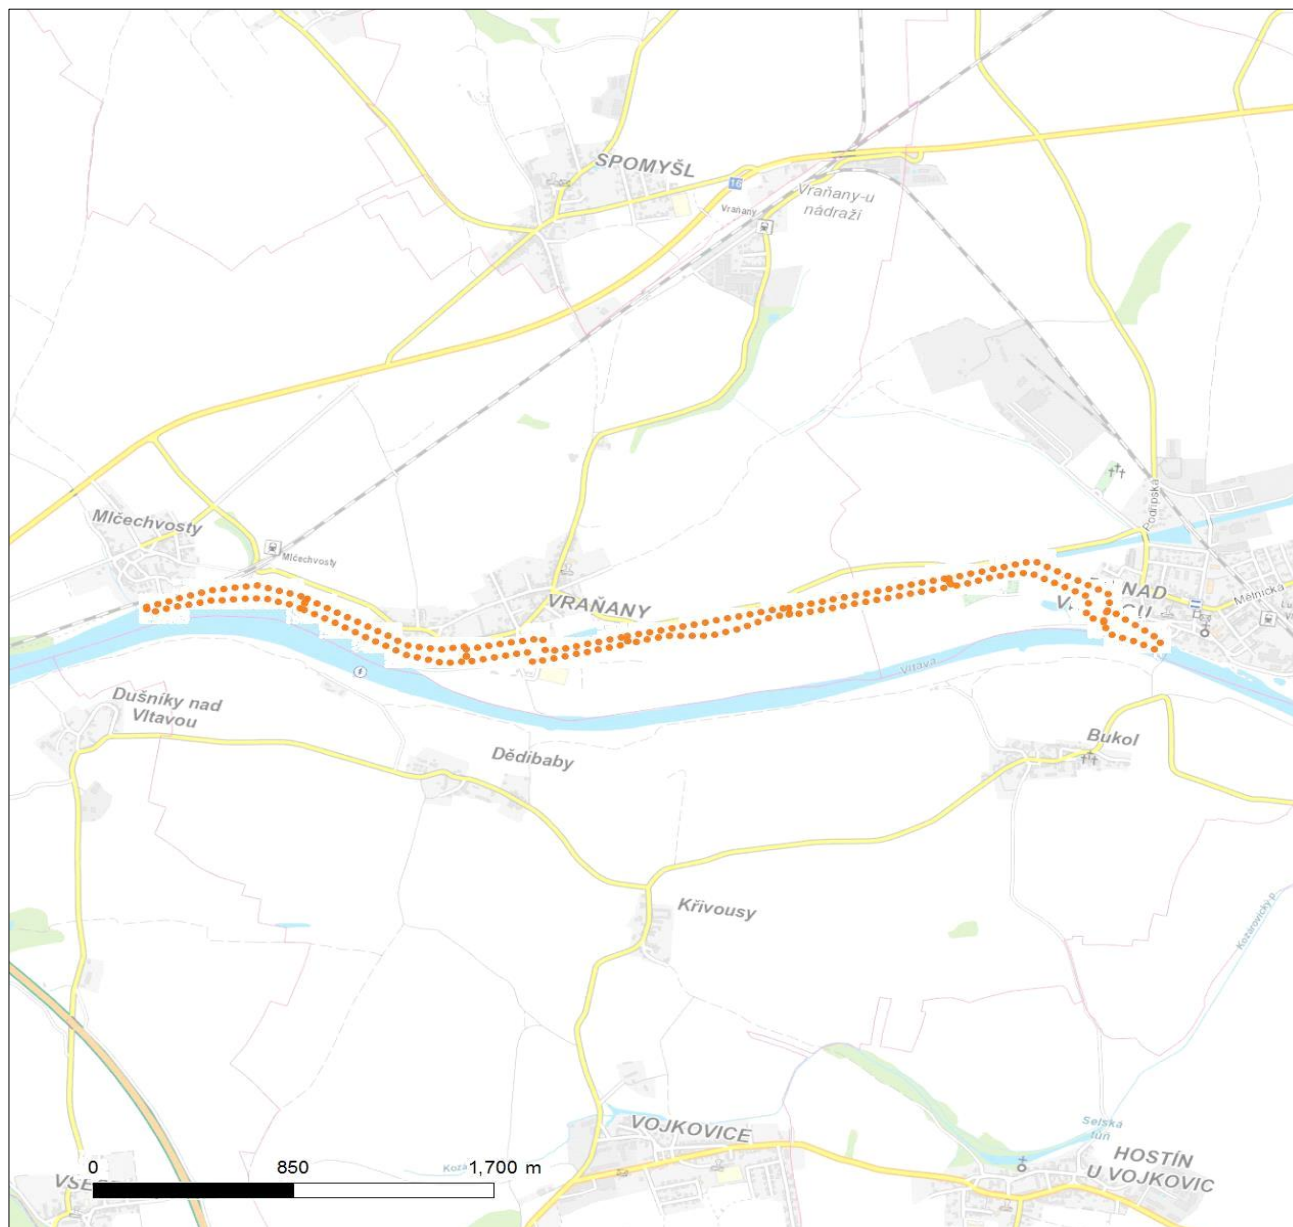 SPOMYŠL
16
Vraňany-u
nádraží
Vraňany
Podřipská
Mlčechvosty
Mlčechvosty
VRAŇANY
NAD
Mělnická
Vltava
Dušníky nad
Vltavou
Dědibaby
Bukol
Křivousy
Kozárovický p.
Selská
tůň
VOJKOVICE
HOSTÍN
U VOJKOVIC
0 850 1,700 m